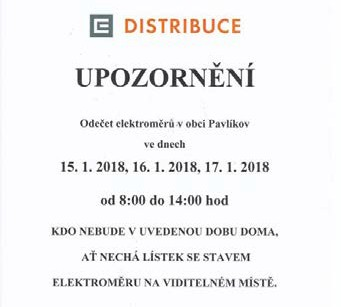 DISTRIBUCE
UPOZORNĚNÍ
Odečet elektroměrů v obci Pavlíkov
ve dnech
15. 1. 2018, 16. 1. 2018, 17. 1. 2018
od 8:00 do 14:00 hod
KDO NEBUDE V UVEDENOU DOBU DOMA,
AŤ NECHÁ LÍSTEK SE STAVEM
ELEKTROMĚRU NA VIDITELNÉM MÍSTĚ.